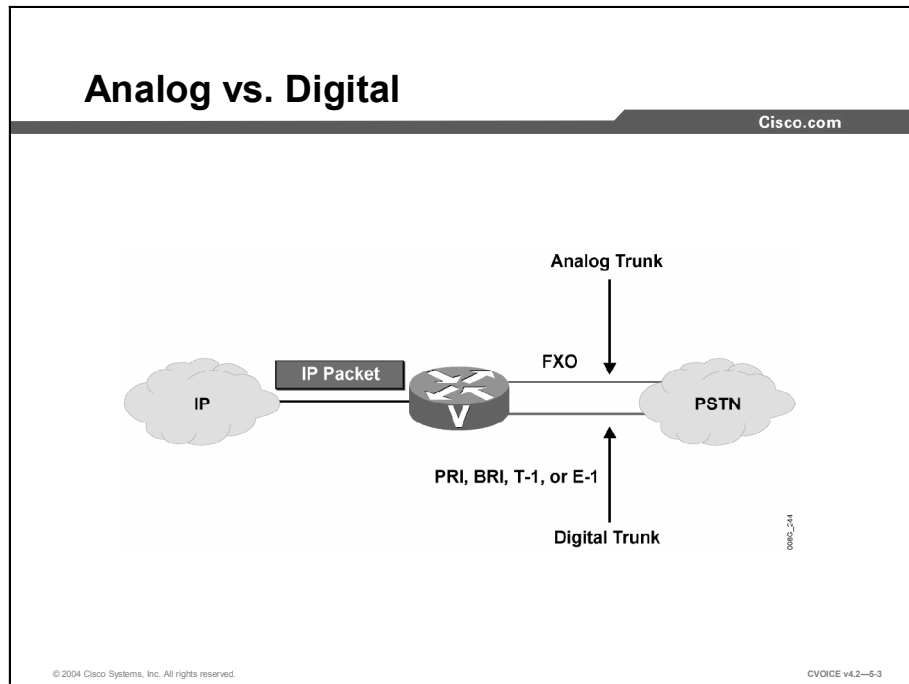 Analog vs. Digital
Cisco.com
Analog Trunk
FXO
IP Packet
IP
V
PSTN
PRI, BRI, T-1, or E-1
Digital Trunk
008G_244
© 2004 Cisco Systems, Inc. All rights reserved.
CVOICE v4.2—5-3